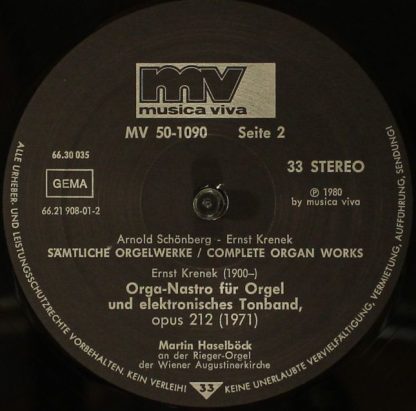 mv
musica viva
MV 50-1090 Seite 2
66.30 035
GEMA
66.21 908-01-2
33 STEREO
Ⓟ 1980
by musica viva
Arnold Schönberg - Ernst Krenek
SÄMTLICHE ORGELWERKE / COMPLETE ORGAN WORKS
Ernst Krenek (1900–)
Orga-Nastro für Orgel
und elektronisches Tonband,
opus 212 (1971)
Martin Haselböck
an der Rieger-Orgel
der Wiener Augustinerkirche
ALLE URHEBER- UND LEISTUNGSSCHUTZRECHTE VORBEHALTEN. KEIN VERLEIH! 33 KEINE UNERLAUBTE VERVIELFÄLTIGUNG, VERMIETUNG, AUFFÜHRUNG, SENDUNG!